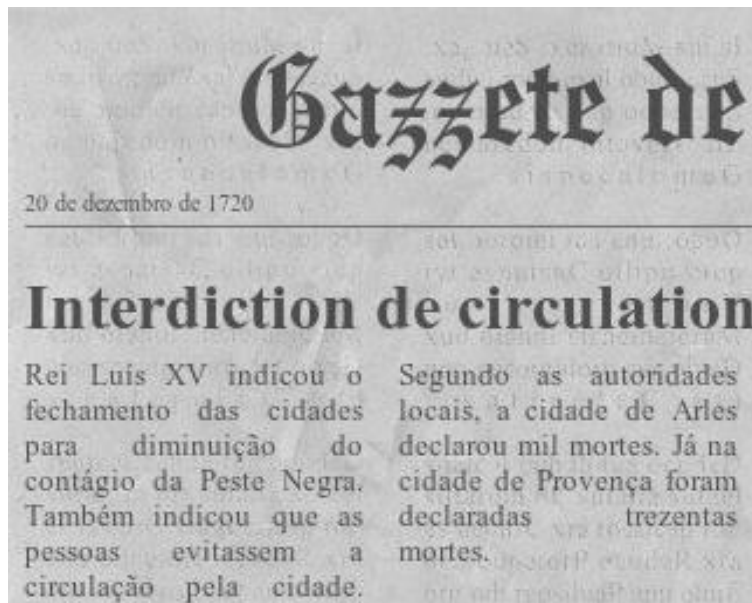 Gazzete de
20 de dezembro de 1720
Interdiction de circulation
Rei Luis XV indicou o
fechamento das cidades
para diminuição do
contágio da Peste Negra.
Também indicou que as
pessoas evitassem a
circulação pela cidade.
Segundo as autoridades
locais, a cidade de Arles
declarou mil mortes. Já na
cidade de Provença foram
declaradas trezentas
mortes.